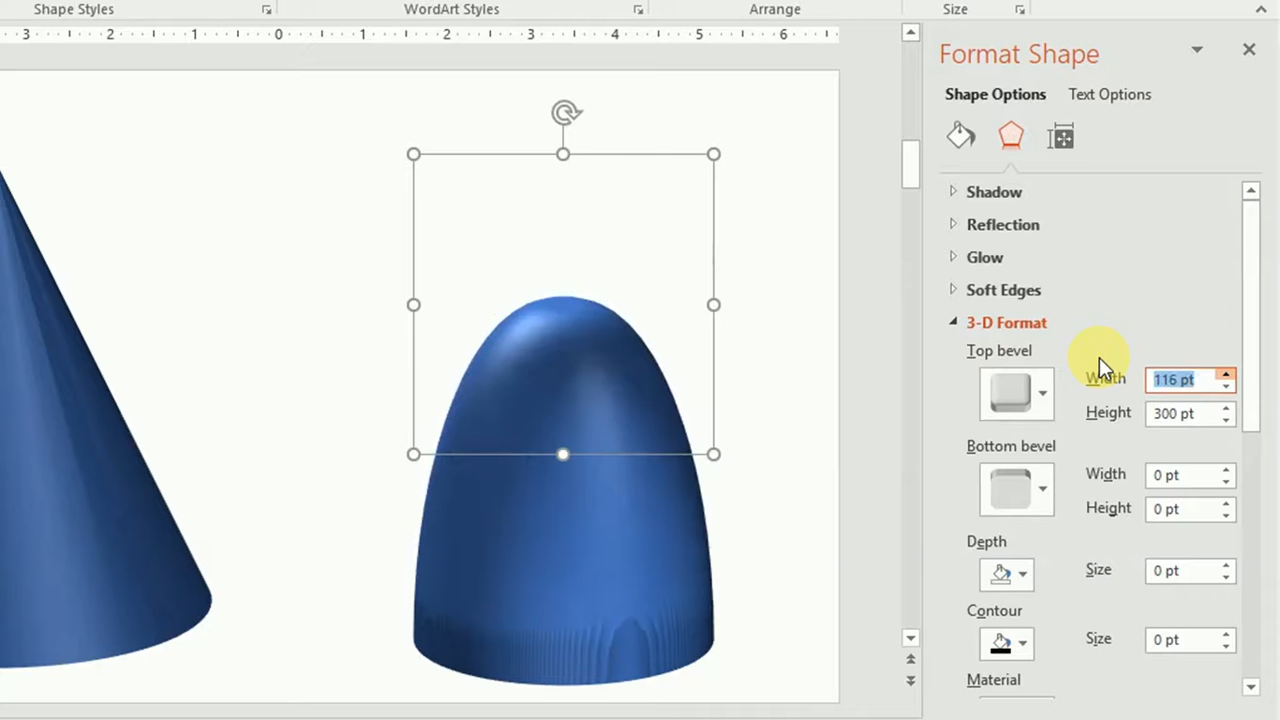 Shape Styles WordArt Styles Arrange Size
3 2 1 0 1 2 3 4 5 6
Format Shape
Shape Options Text Options
Shadow
Reflection
Glow
Soft Edges
3-D Format
Top bevel
Width 116 pt
Height 300 pt
Bottom bevel
Width 0 pt
Height 0 pt
Depth
Size 0 pt
Contour
Size 0 pt
Material